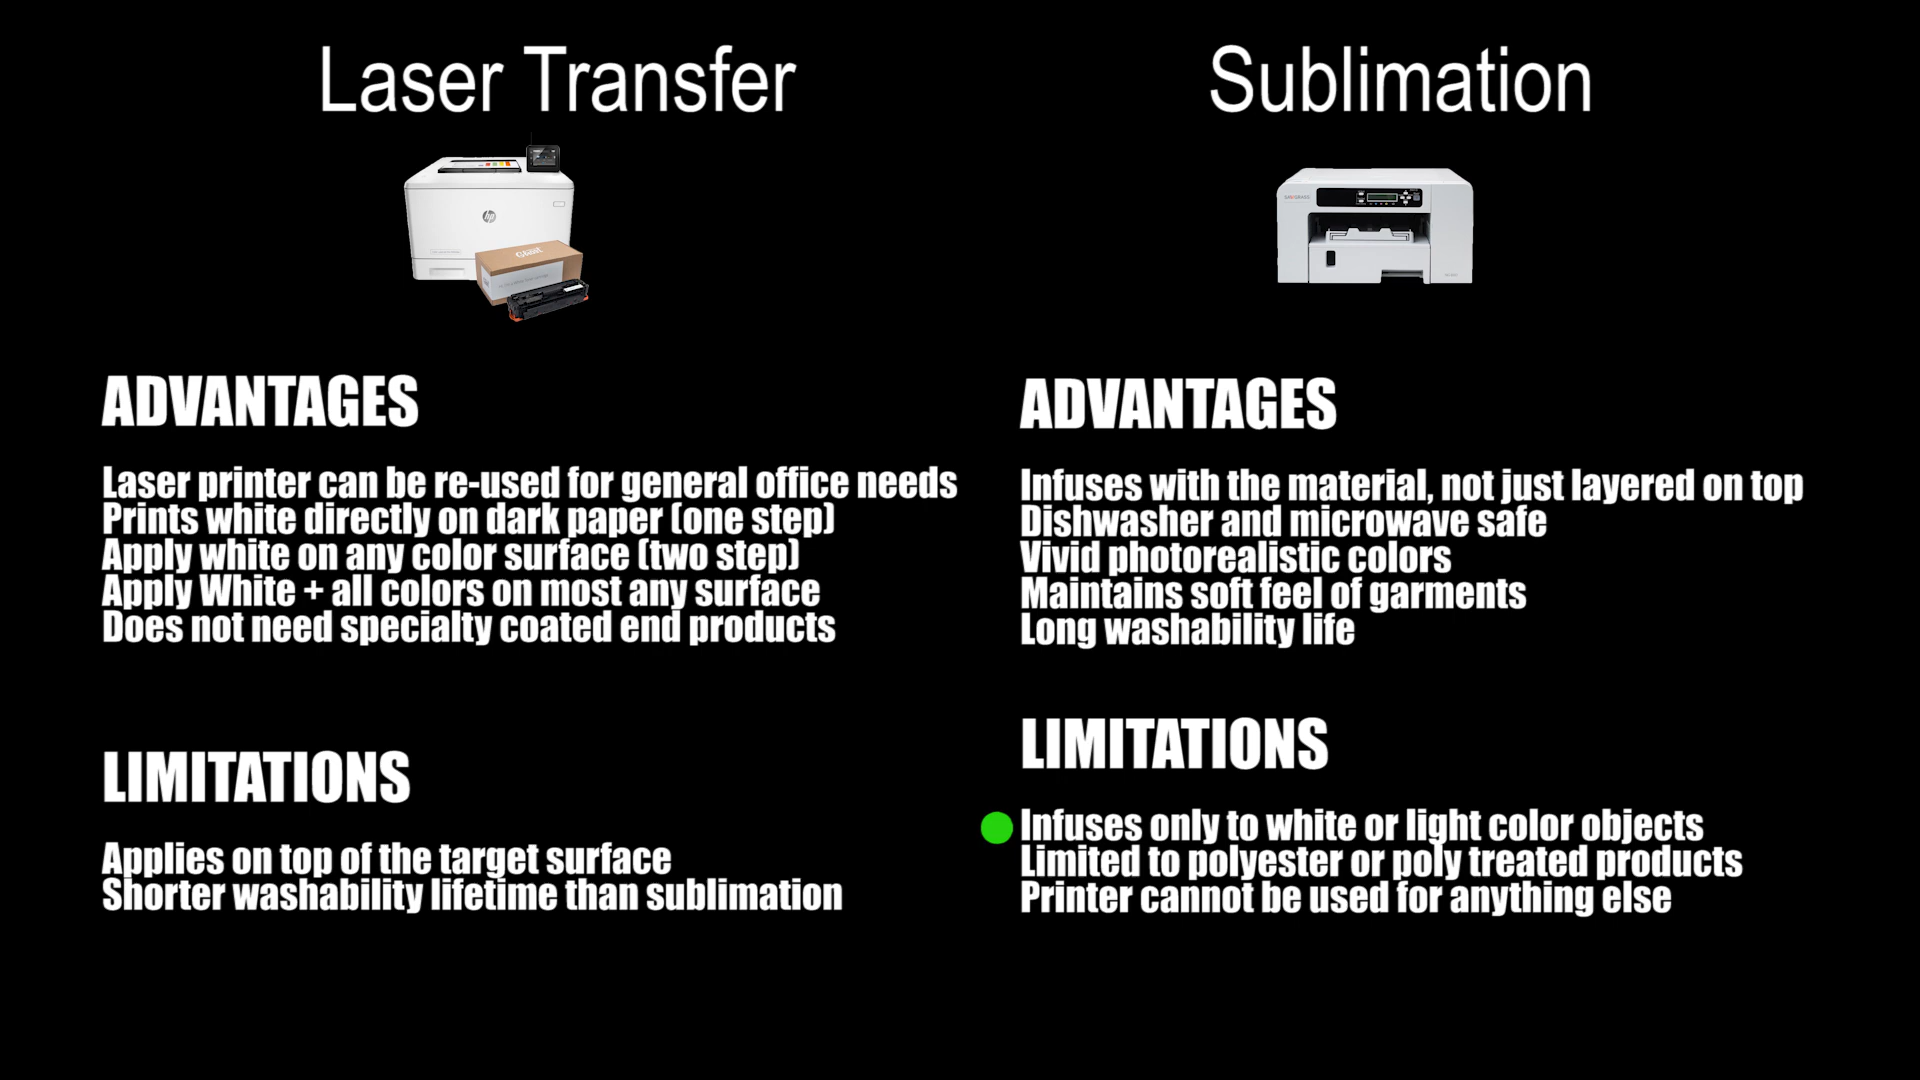 Laser Transfer
hp
Ghost
ADVANTAGES
Laser printer can be re-used for general office needs
Prints white directly on dark paper (one step)
Apply white on any color surface (two step)
Apply White + all colors on most any surface
Does not need specialty coated end products
LIMITATIONS
Applies on top of the target surface
Shorter washability lifetime than sublimation
Sublimation
SAWGRASS
ADVANTAGES
Infuses with the material, not just layered on top
Dishwasher and microwave safe
Vivid photorealistic colors
Maintains soft feel of garments
Long washability life
LIMITATIONS
Infuses only to white or light color objects
Limited to polyester or poly treated products
Printer cannot be used for anything else